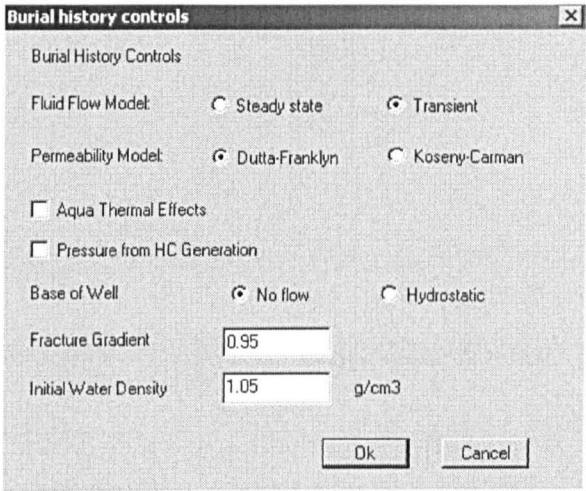 Burial history controls
Burial History Controls
Fluid Flow Model: Steady state Transient
Permeability Model: Dutta-Franklyn Koseny-Carman
Aqua Thermal Effects
Pressure from HC Generation
Base of Well No flow Hydrostatic
Fracture Gradient 0.95
Initial Water Density 1.05 g/cm3
Ok Cancel